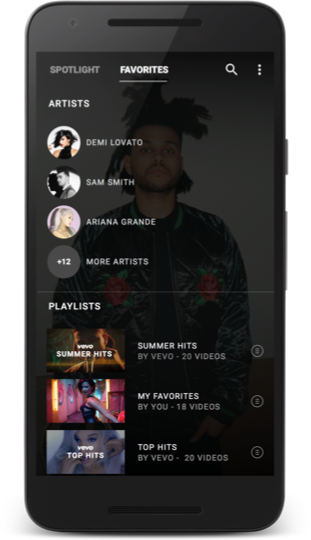 SPOTLIGHT FAVORITES
ARTISTS
DEMI LOVATO
SAM SMITH
ARIANA GRANDE
+12 MORE ARTISTS
PLAYLISTS
vevo
SUMMER HITS
SUMMER HITS
BY VEVO - 20 VIDEOS
MY FAVORITES
BY YOU - 18 VIDEOS
vevo
TOP HITS
TOP HITS
BY VEVO - 20 VIDEOS